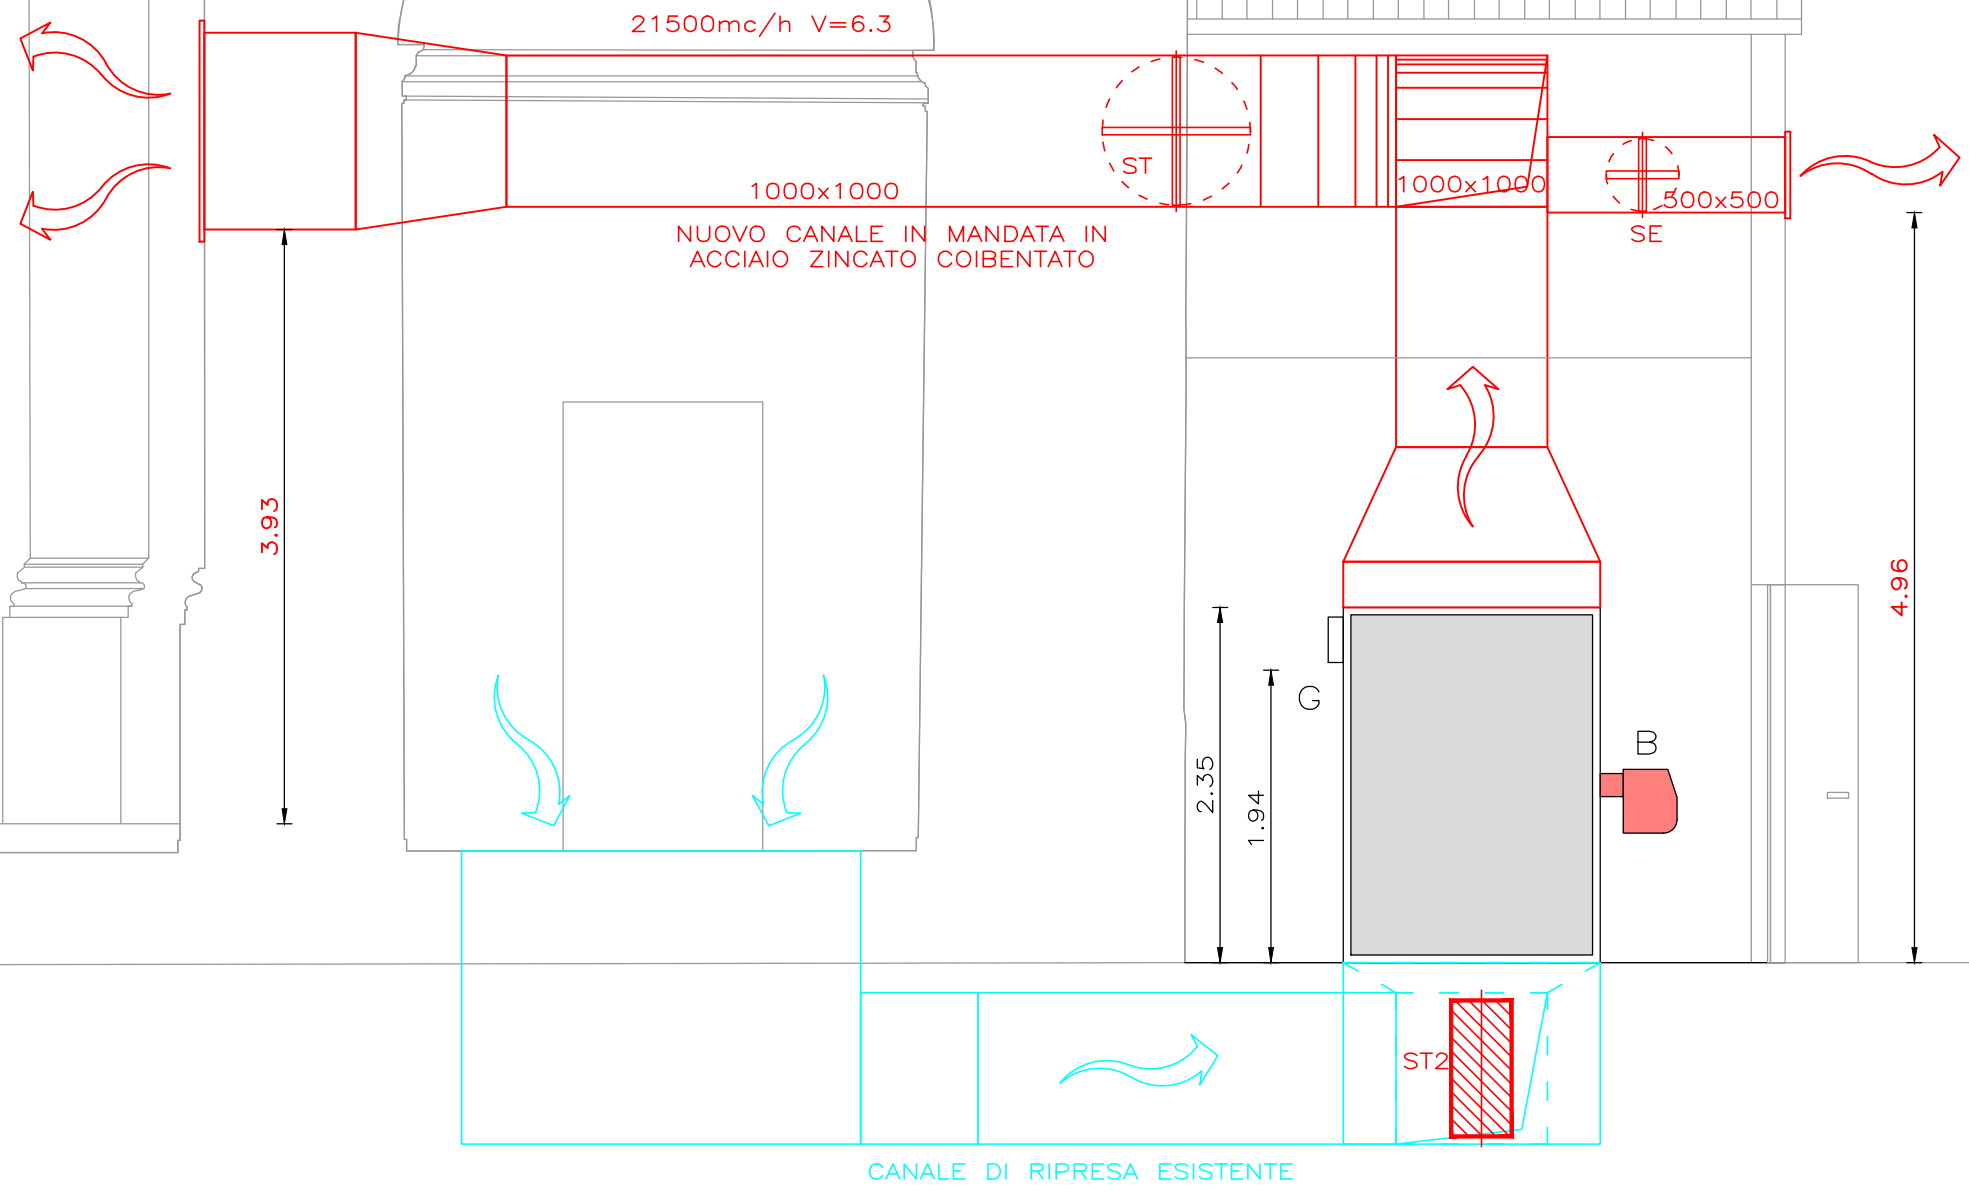 21500mc/h V=6.3
ST
1000x1000
1000x1000
500x500
SE
NUOVO CANALE IN MANDATA IN
ACCIAIO ZINCATO COIBENTATO
3.93
4.96
G
B
2.35
1.94
ST2
CANALE DI RIPRESA ESISTENTE